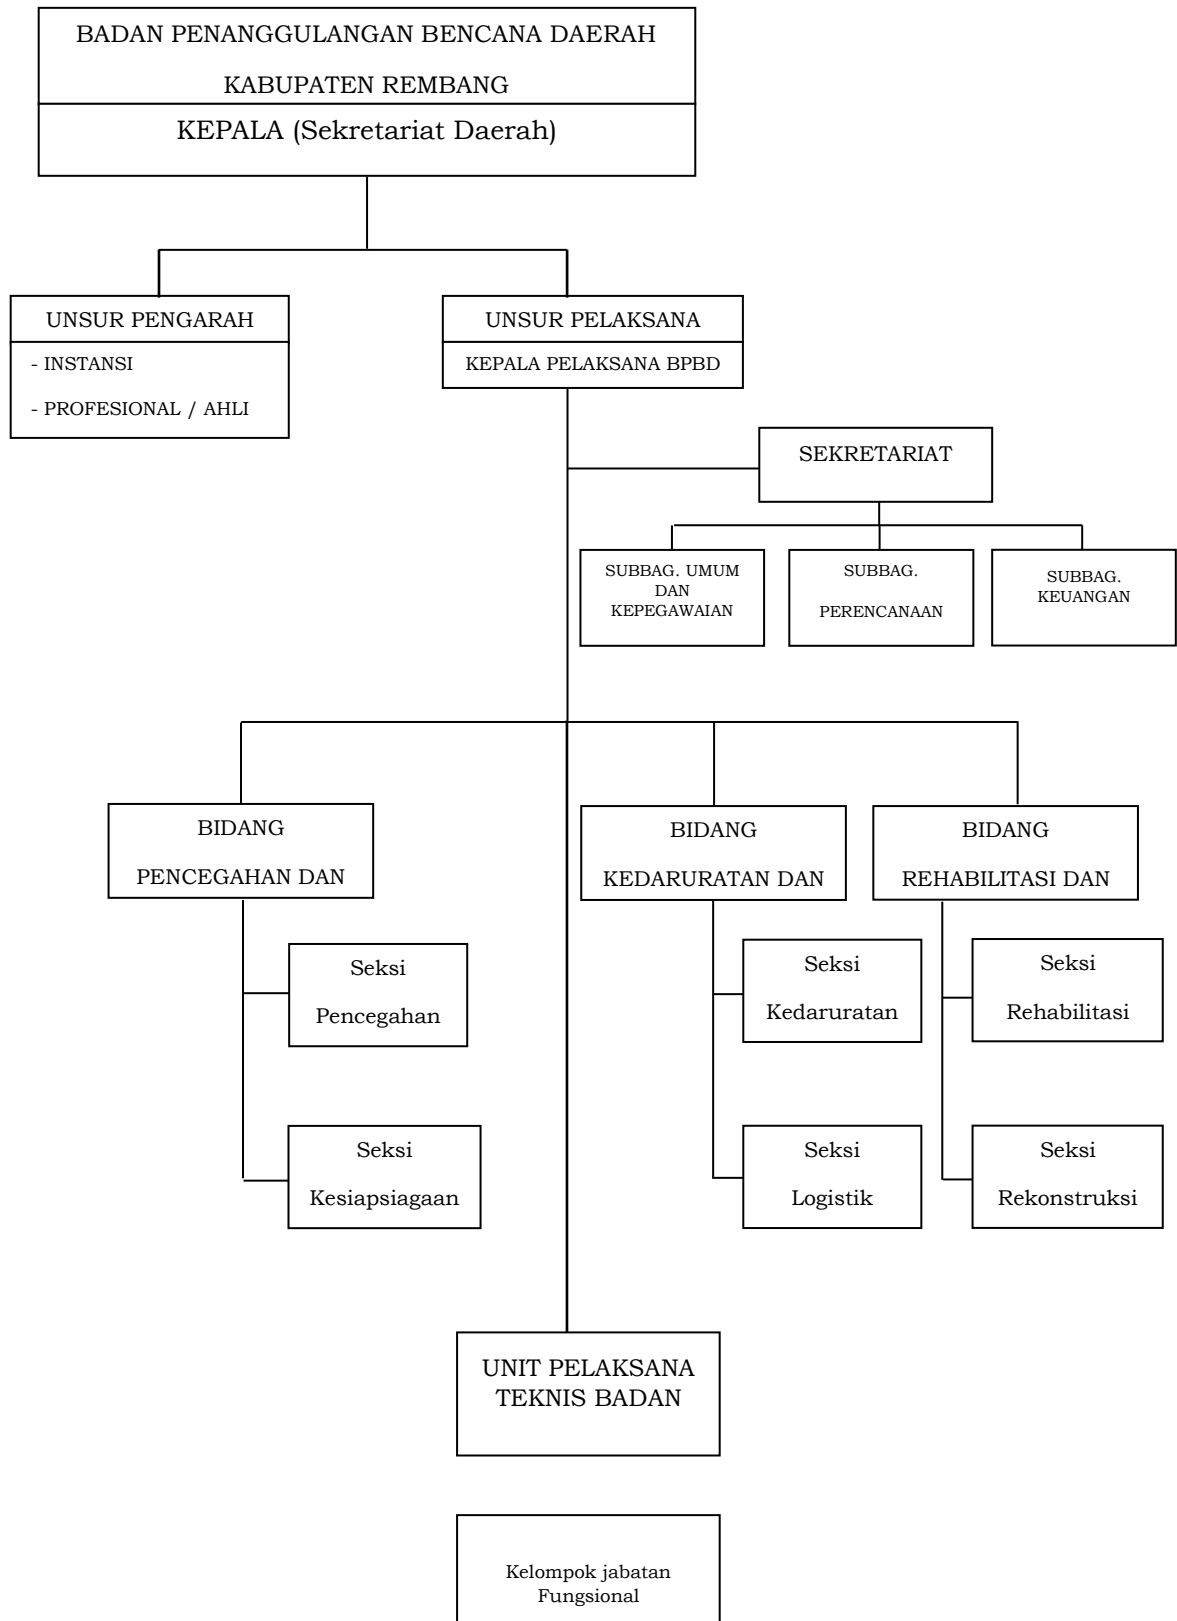 BADAN PENANGGULANGAN BENCANA DAERAH
KABUPATEN REMBANG
KEPALA (Sekretariat Daerah)
UNSUR PENGARAH
- INSTANSI
- PROFESIONAL / AHLI
UNSUR PELAKSANA
KEPALA PELAKSANA BPBD
SEKRETARIAT
SUBBAG. UMUM
DAN
KEPEGAWAIAN
SUBBAG.
PERENCANAAN
SUBBAG.
KEUANGAN
BIDANG
PENCEGAHAN DAN
Seksi
Pencegahan
Seksi
Kesiapsiagaan
BIDANG
KEDARURATAN DAN
Seksi
Kedaruratan
Seksi
Logistik
BIDANG
REHABILITASI DAN
Seksi
Rehabilitasi
Seksi
Rekonstruksi
UNIT PELAKSANA
TEKNIS BADAN
Kelompok jabatan
Fungsional